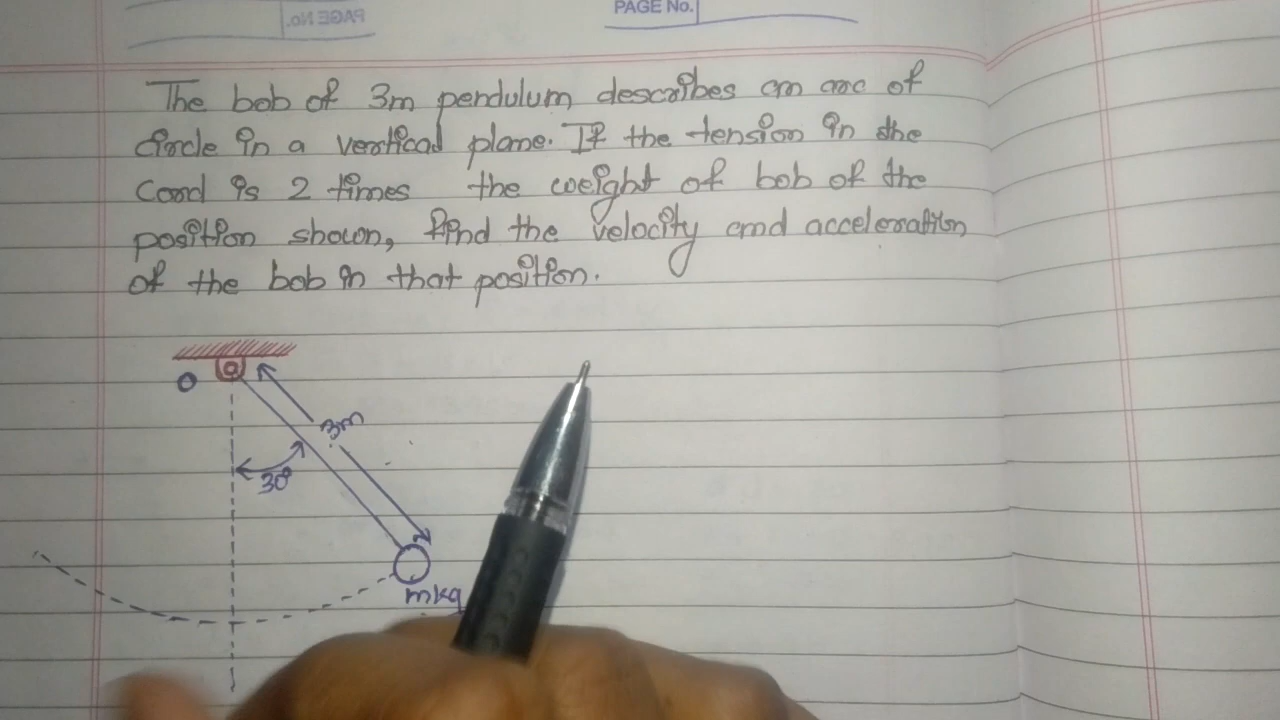 PAGE No.
PAGE No.
The bob of 3m pendulum describes an arc of
circle in a vertical plane. If the tension in the
cord is 2 times the weight of bob of the
position shown, find the velocity and acceleration
of the bob in that position.
O
3m
30°
mkg